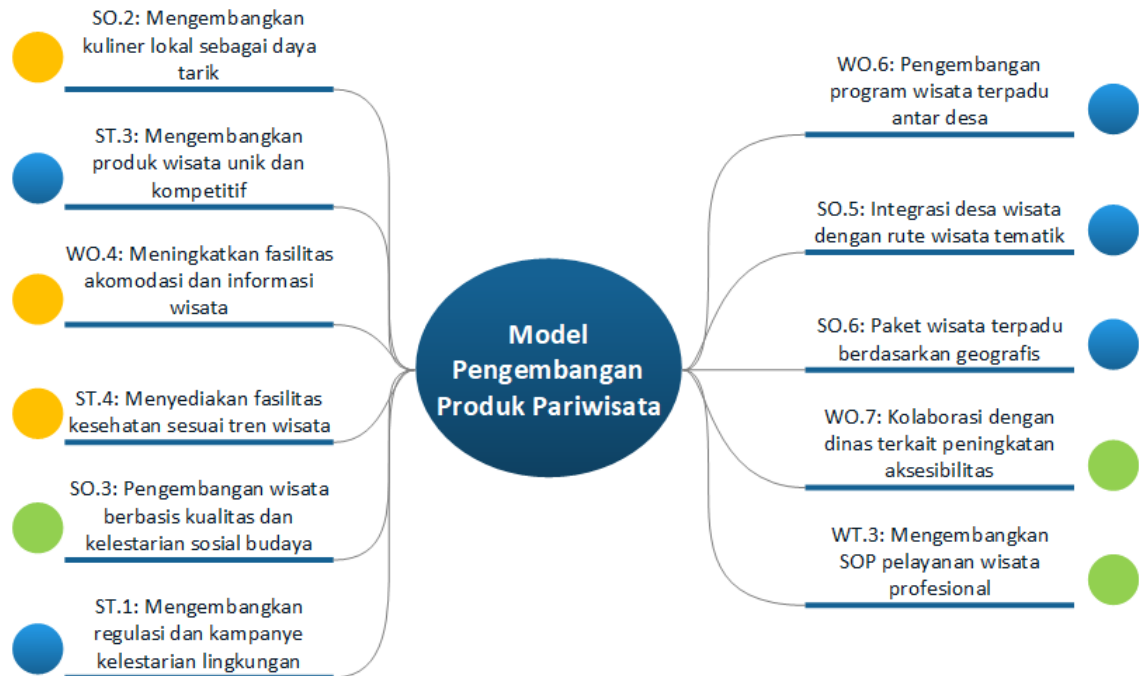 SO.2: Mengembangkan
kuliner lokal sebagai daya
tarik
ST.3: Mengembangkan
produk wisata unik dan
kompetitif
WO.4: Meningkatkan fasilitas
akomodasi dan informasi
wisata
ST.4: Menyediakan fasilitas
kesehatan sesuai tren wisata
SO.3: Pengembangan wisata
berbasis kualitas dan
kelestarian sosial budaya
ST.1: Mengembangkan
regulasi dan kampanye
kelestarian lingkungan
Model
Pengembangan
Produk Pariwisata
WO.6: Pengembangan
program wisata terpadu
antar desa
SO.5: Integrasi desa wisata
dengan rute wisata tematik
SO.6: Paket wisata terpadu
berdasarkan geografis
WO.7: Kolaborasi dengan
dinas terkait peningkatan
aksesibilitas
WT.3: Mengembangkan
SOP pelayanan wisata
profesional